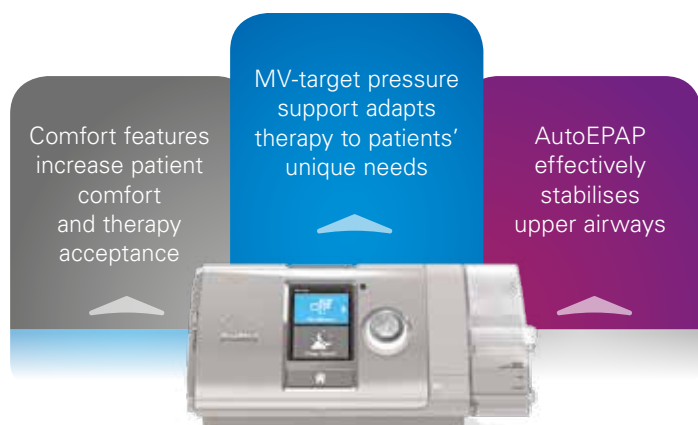 Comfort features
increase patient
comfort
and therapy
acceptance
MV-target pressure
support adapts
therapy to patients’
unique needs
AutoEPAP
effectively
stabilises
upper airways